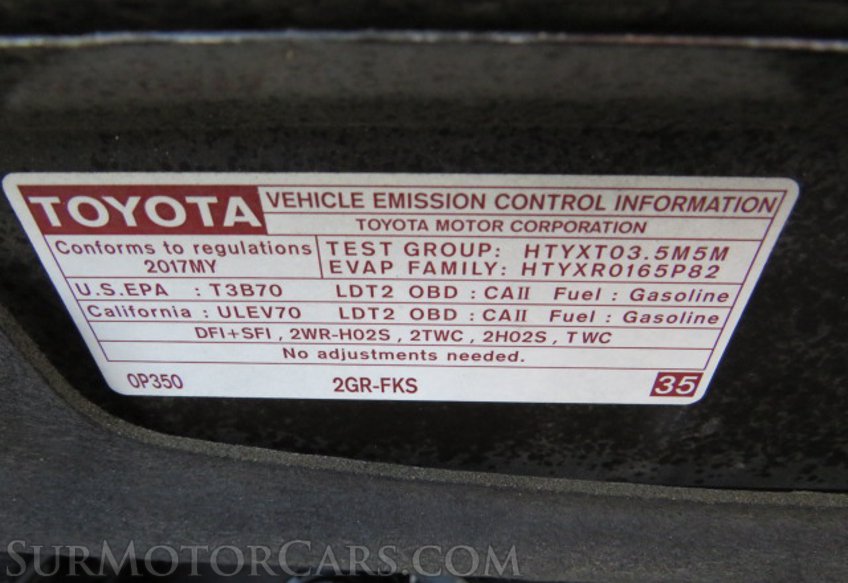 TOYOTA
VEHICLE EMISSION CONTROL INFORMATION
TOYOTA MOTOR CORPORATION
Conforms to regulations
2017MY
TEST GROUP: HTYXT03.5M5M
EVAP FAMILY: HTYXR0165P82
U.S.EPA : T3B70 LDT2 OBD : CAII Fuel : Gasoline
California : ULEV70 LDT2 OBD : CAII Fuel : Gasoline
DFI+SFI , 2WR-HO2S , 2TWC , 2HO2S , TWC
No adjustments needed.
OP350 2GR-FKS 35
SurMotorCars.com